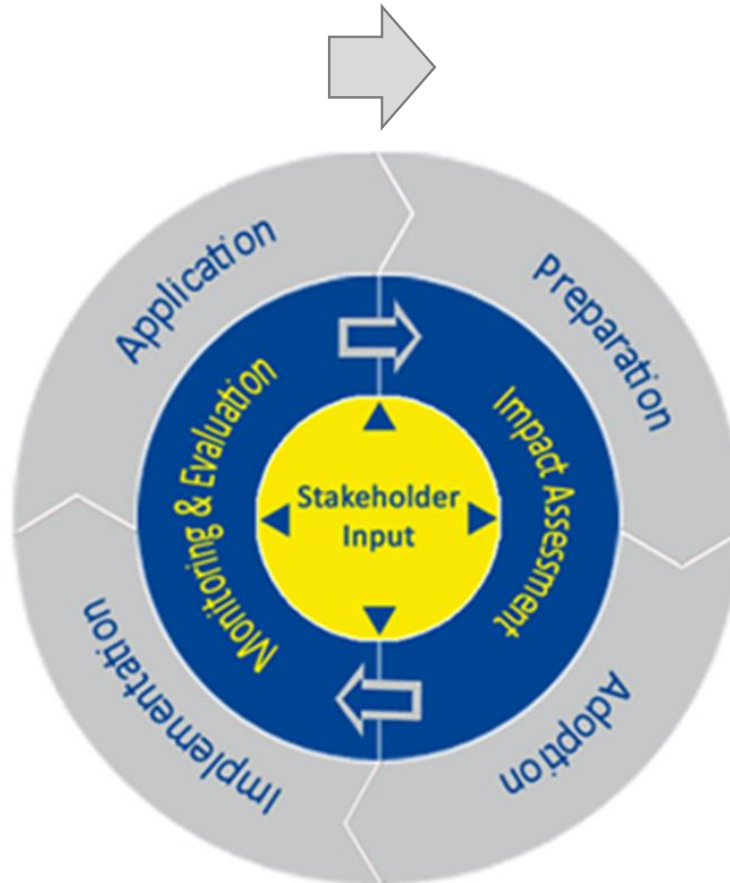 Application
Preparation
Monitoring & Evaluation
Impact Assessment
Stakeholder
Input
Implementation
Adoption